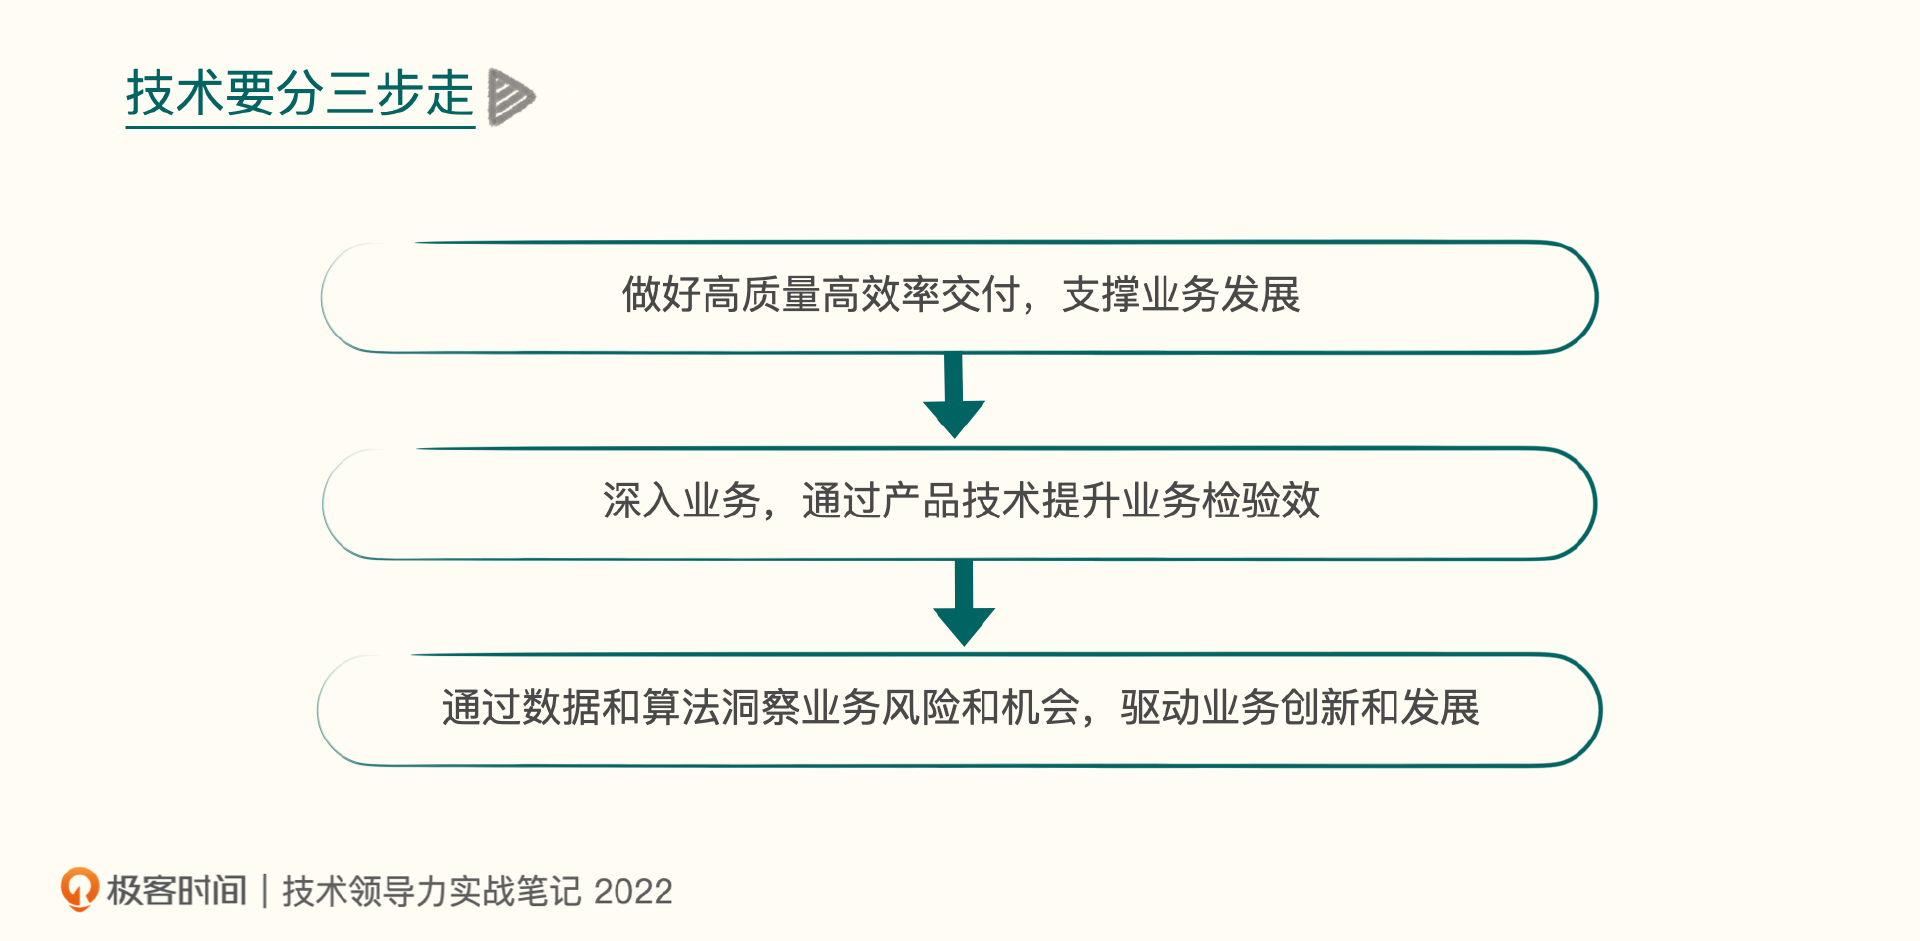 技术要分三步走
做好高质量高效率交付，支撑业务发展
深入业务，通过产品技术提升业务检验效
通过数据和算法洞察业务风险和机会，驱动业务创新和发展
极客时间 | 技术领导力实战笔记 2022